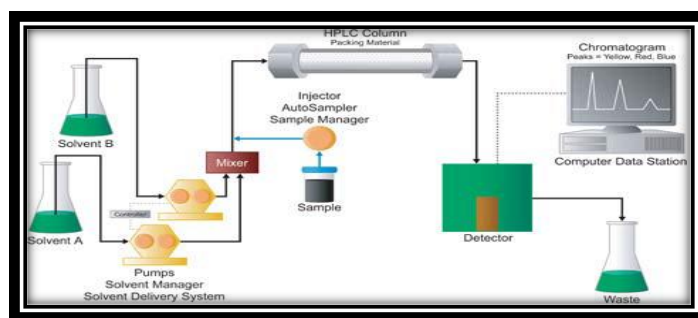 HPLC Column
Packing Material
Chromatogram
Peaks = Yellow, Red, Blue
Injector
AutoSampler
Sample Manager
Solvent B
Mixer
Computer Data Station
Sample
Controller
Solvent A
Detector
Pumps
Solvent Manager
Solvent Delivery System
Waste